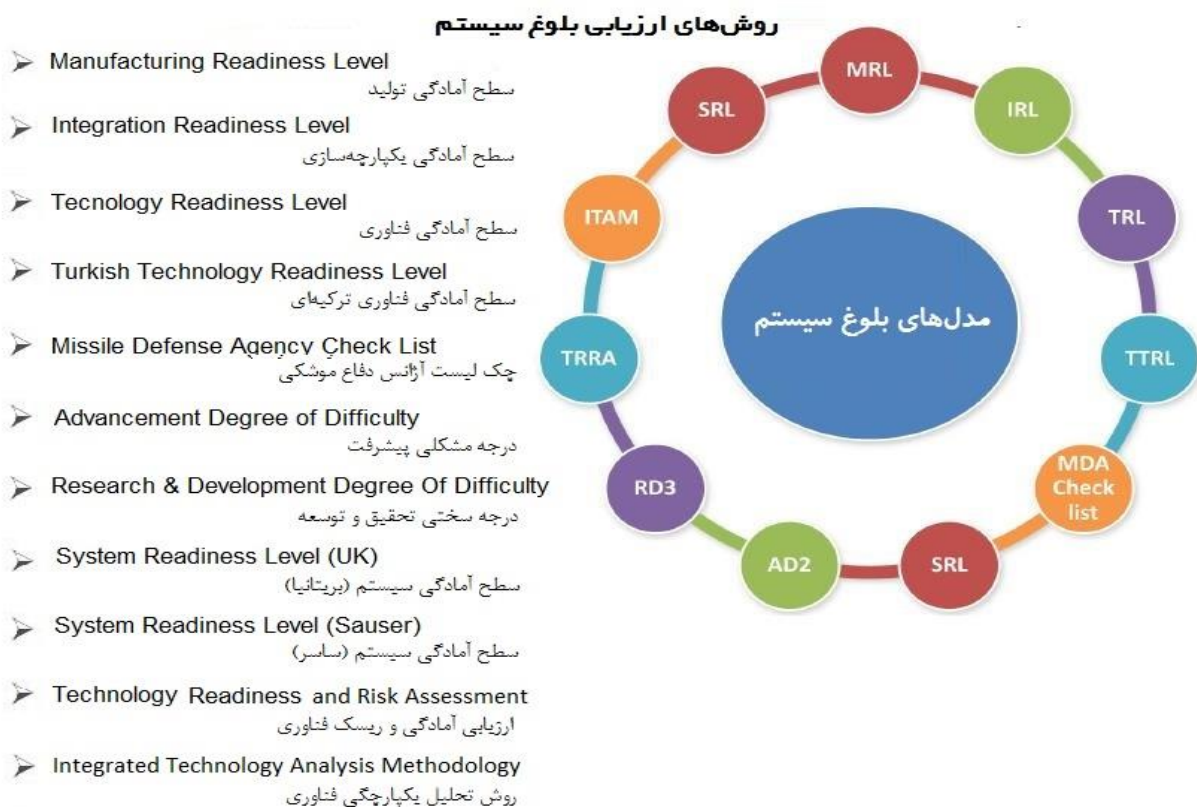 روش‌های ارزیابی بلوغ سیستم
Manufacturing Readiness Level
سطح آمادگی تولید
Integration Readiness Level
سطح آمادگی یکپارچه‌سازی
Tecnology Readiness Level
سطح آمادگی فناوری
Turkish Technology Readiness Level
سطح آمادگی فناوری ترکیه‌ای
Missile Defense Agency Check List
چک لیست آژانس دفاع موشکی
Advancement Degree of Difficulty
درجه مشکلی پیشرفت
Research & Development Degree Of Difficulty
درجه سختی تحقیق و توسعه
System Readiness Level (UK)
سطح آمادگی سیستم (بریتانیا)
System Readiness Level (Sauser)
سطح آمادگی سیستم (ساسر)
Technology Readiness and Risk Assessment
ارزیابی آمادگی و ریسک فناوری
Integrated Technology Analysis Methodology
روش تحلیل یکپارچگی فناوری
MRL
IRL
TRL
TTRL
MDA
Check
list
SRL
AD2
RD3
TRRA
ITAM
SRL
مدل‌های بلوغ سیستم